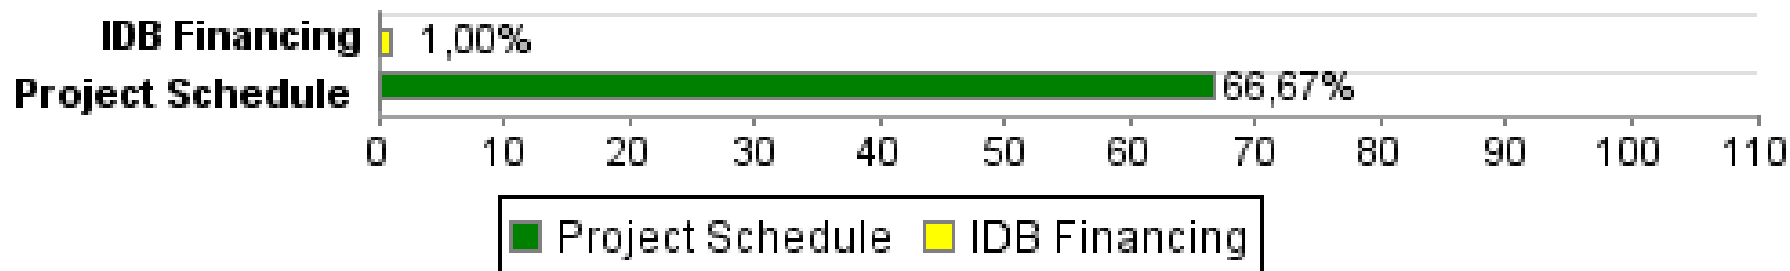 IDB Financing 1,00%
Project Schedule 66,67%
0 10 20 30 40 50 60 70 80 90 100 110
Project Schedule IDB Financing